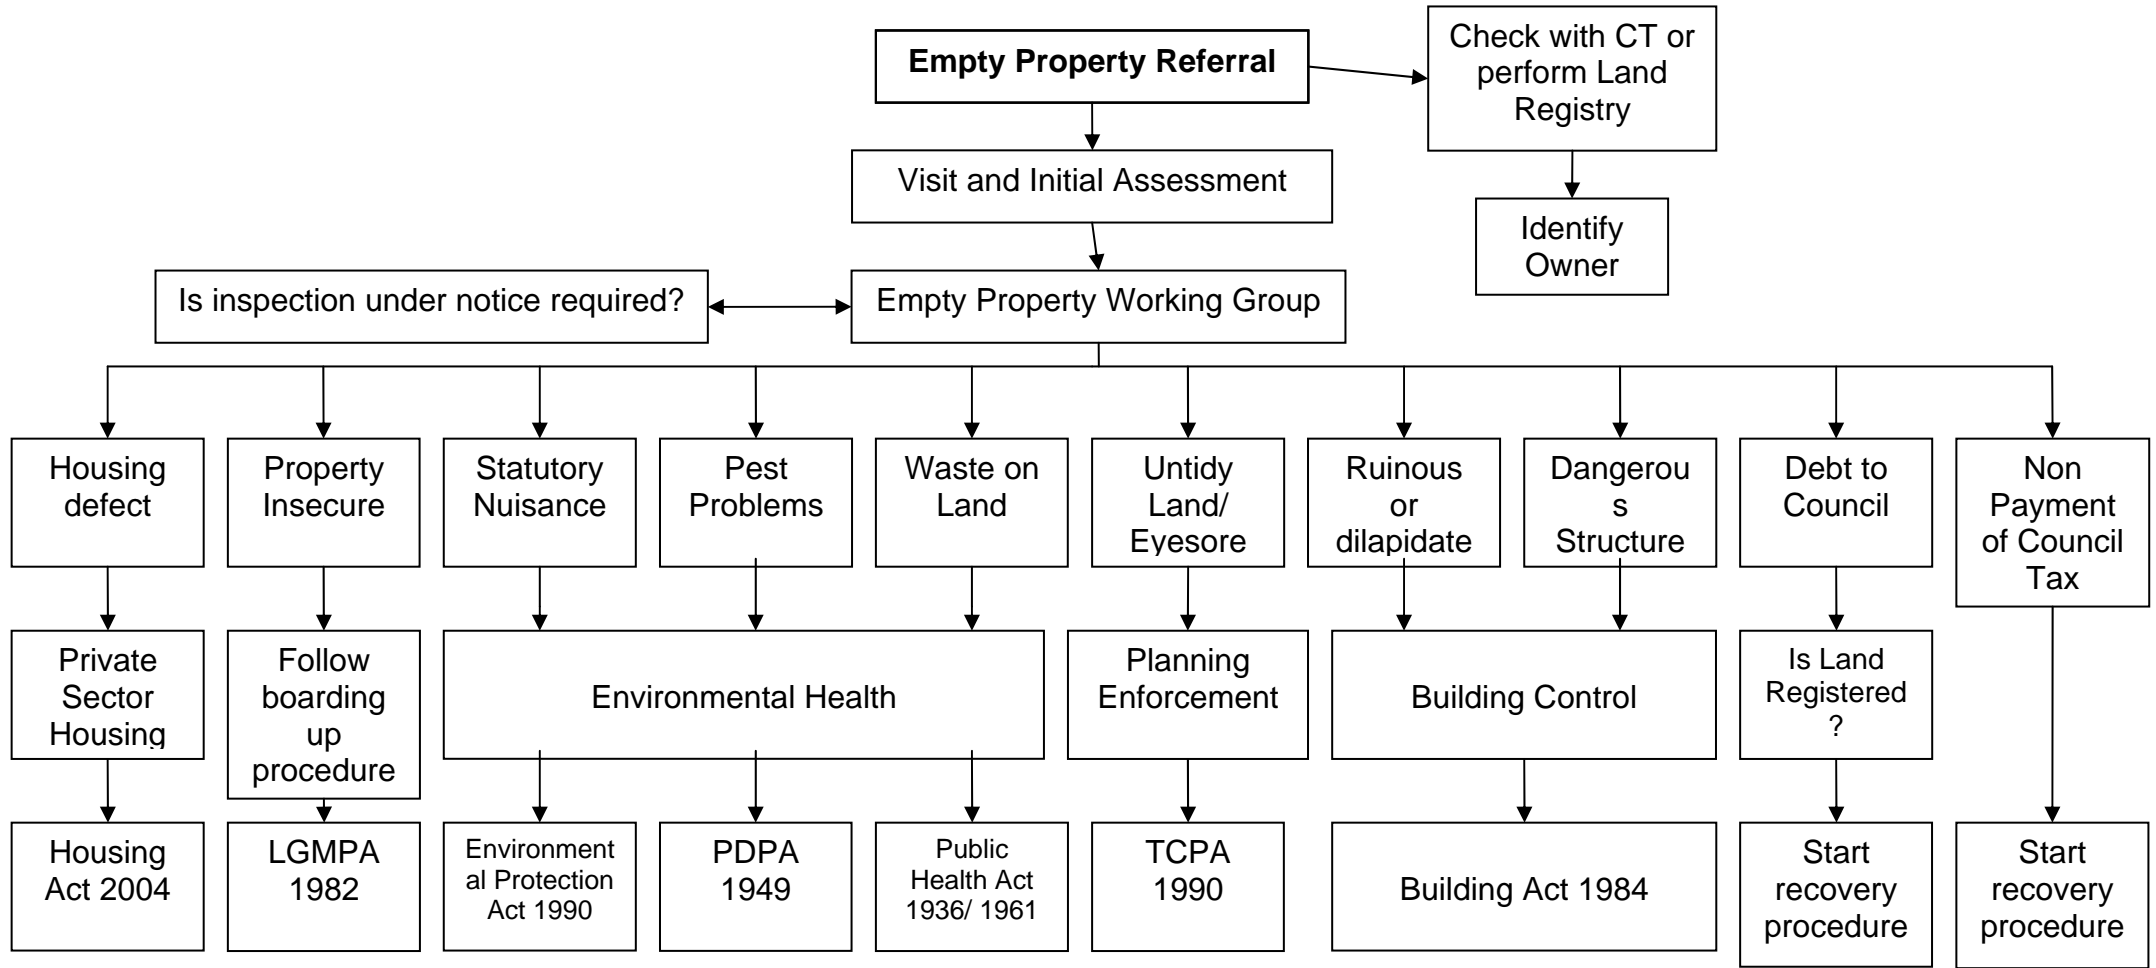 Empty Property Referral
Check with CT or
perform Land
Registry
Visit and Initial Assessment
Identify
Owner
Is inspection under notice required?
Empty Property Working Group
Housing
defect
Property
Insecure
Statutory
Nuisance
Pest
Problems
Waste on
Land
Untidy
Land/
Eyesore
Ruinous
or
dilapidate
Dangerou
s
Structure
Debt to
Council
Non
Payment
of Council
Tax
Private
Sector
Housing
Follow
boarding
up
procedure
Environmental Health
Planning
Enforcement
Building Control
Is Land
Registered
?
Housing
Act 2004
LGMPA
1982
Environment
al Protection
Act 1990
PDPA
1949
Public
Health Act
1936/ 1961
TCPA
1990
Building Act 1984
Start
recovery
procedure
Start
recovery
procedure